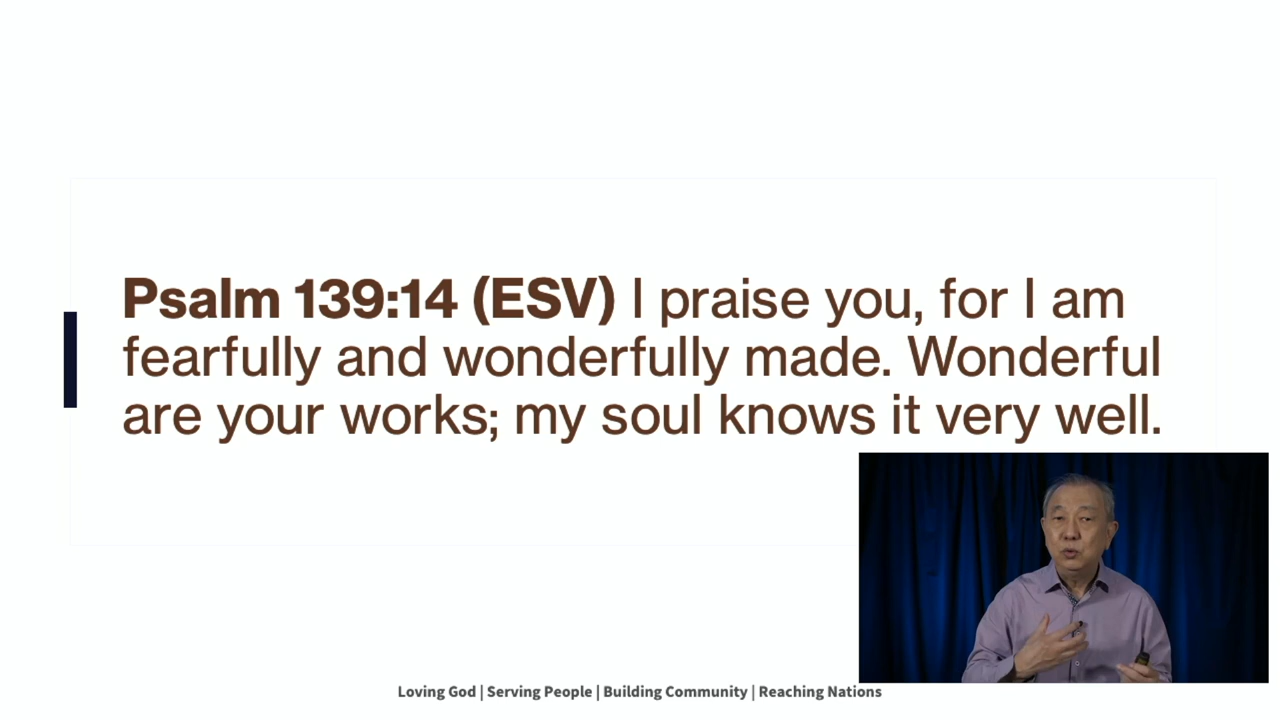 Psalm 139:14 (ESV) I praise you, for I am
fearfully and wonderfully made. Wonderful
are your works; my soul knows it very well.
Loving God | Serving People | Building Community | Reaching Nations